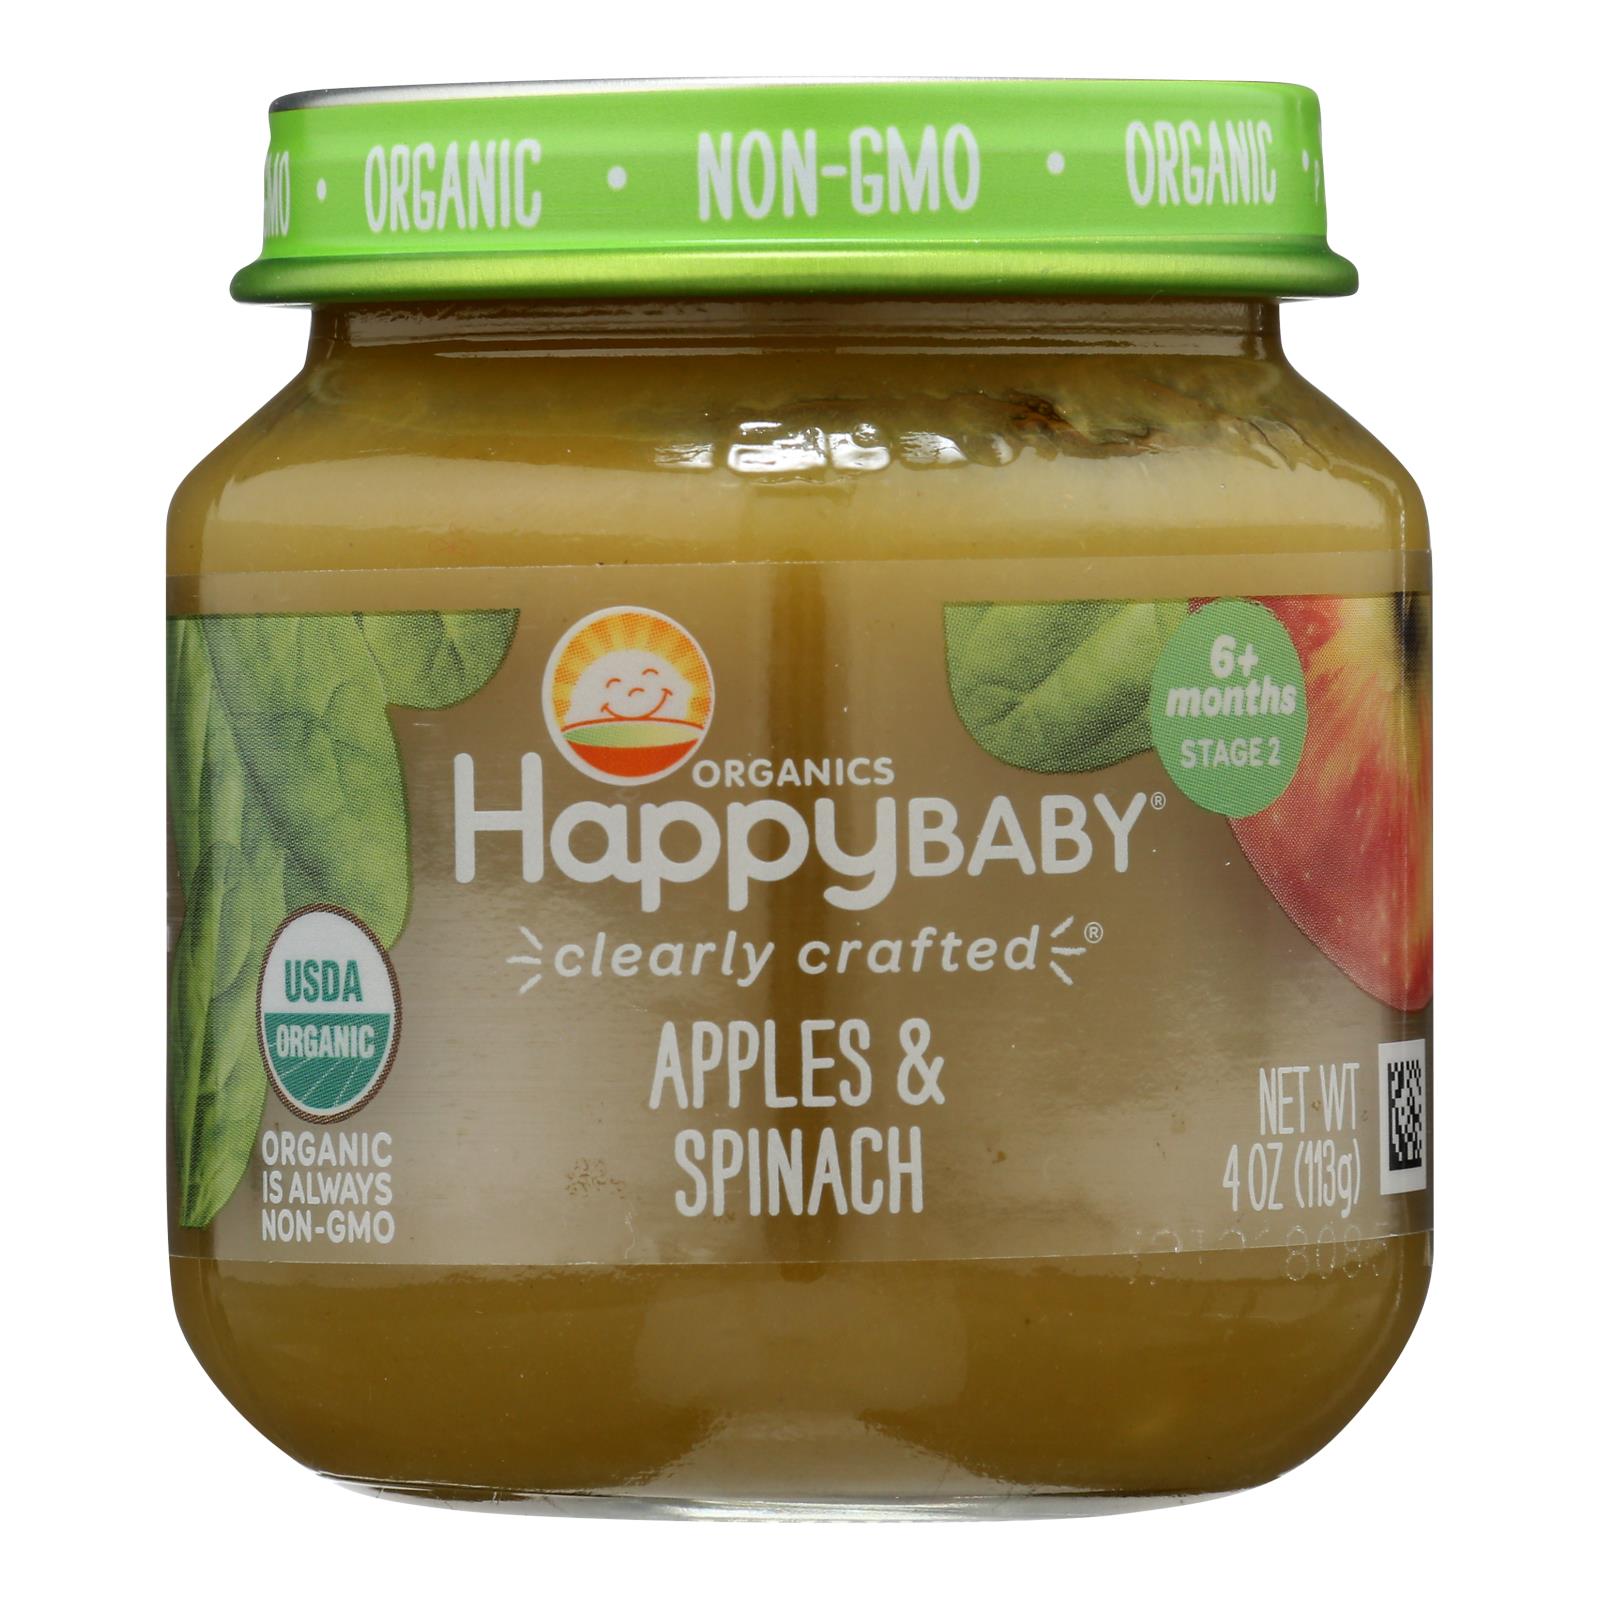 ORGANIC • NON-GMO • ORGANIC •
6+
months
STAGE 2
ORGANICS
HappyBABY®
clearly crafted®
USDA
ORGANIC
APPLES &
SPINACH
ORGANIC
IS ALWAYS
NON-GMO
NET WT
4 OZ (113g)